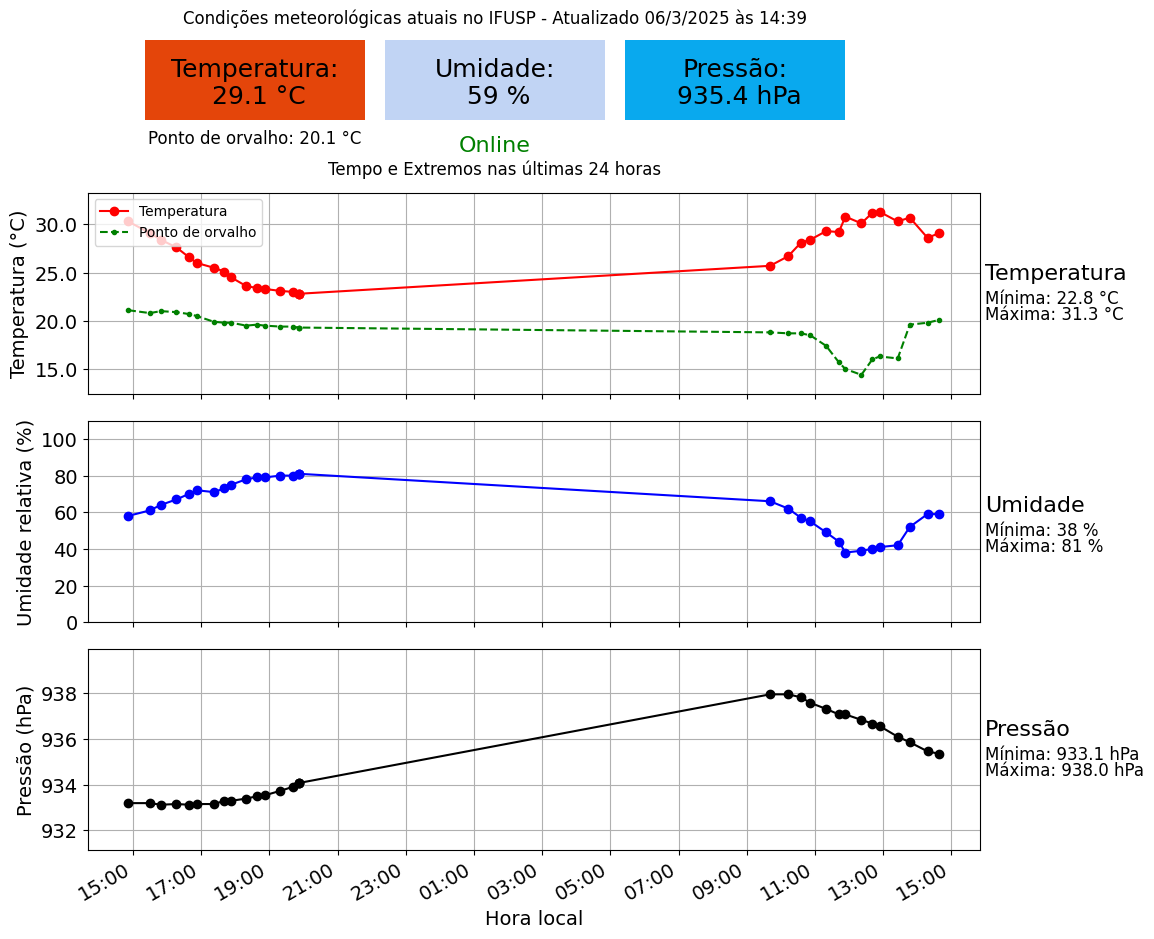 Condições meteorológicas atuais no IFUSP - Atualizado 06/3/2025 às 14:39
Temperatura:
29.1 °C
Umidade:
59 %
Pressão:
935.4 hPa
Ponto de orvalho: 20.1 °C
Online
Tempo e Extremos nas últimas 24 horas
Temperatura (°C)
30.0
25.0
20.0
15.0
Temperatura
Ponto de orvalho
Temperatura
Mínima: 22.8 °C
Máxima: 31.3 °C
Umidade relativa (%)
100
80
60
40
20
0
Umidade
Mínima: 38 %
Máxima: 81 %
Pressão (hPa)
938
936
934
932
Pressão
Mínima: 933.1 hPa
Máxima: 938.0 hPa
15:00
17:00
19:00
21:00
23:00
01:00
03:00
05:00
07:00
09:00
11:00
13:00
15:00
Hora local